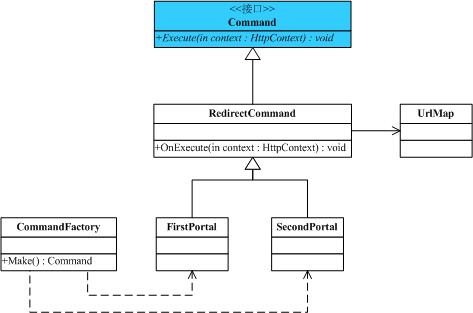 <<接口>>
Command
+Execute(in context : HttpContext) : void
RedirectCommand
+OnExecute(in context : HttpContext) : void
UrlMap
CommandFactory
+Make() : Command
FirstPortal
SecondPortal